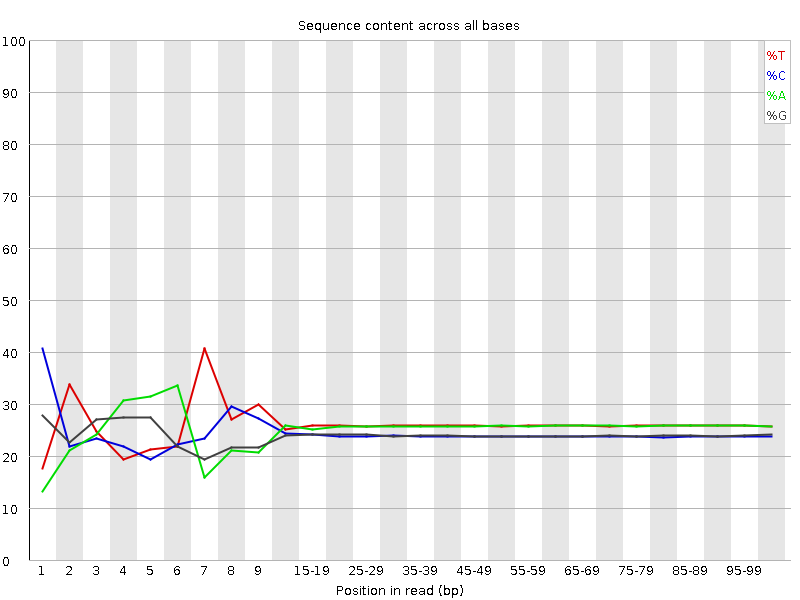 Sequence content across all bases
100
90
80
70
60
50
40
30
20
10
0
%T
%C
%A
%G
1 2 3 4 5 6 7 8 9 15-19 25-29 35-39 45-49 55-59 65-69 75-79 85-89 95-99
Position in read (bp)